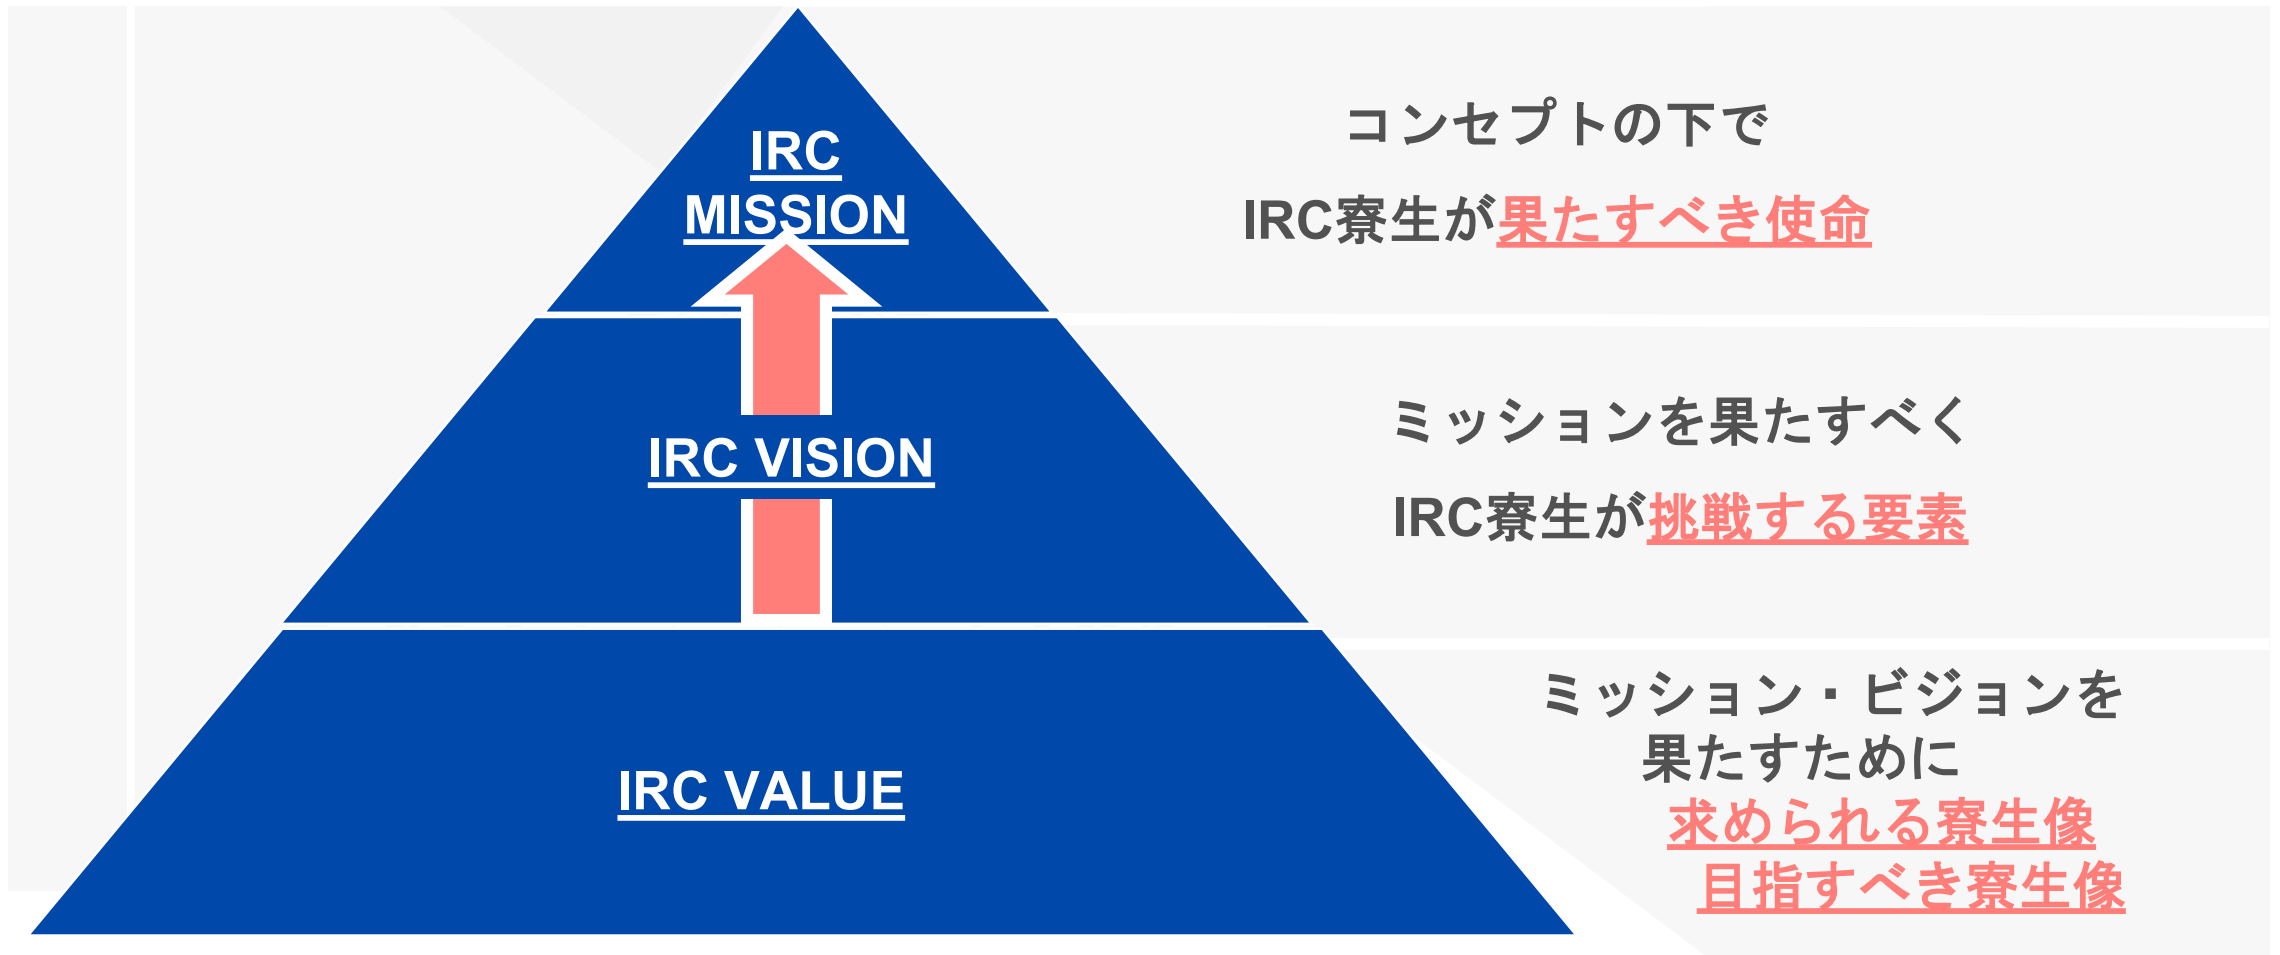 IRC
MISSION
コンセプトの下で
IRC寮生が果たすべき使命
IRC VISION
ミッションを果たすべく
IRC寮生が挑戦する要素
IRC VALUE
ミッション・ビジョンを
果たすために
求められる寮生像
目指すべき寮生像